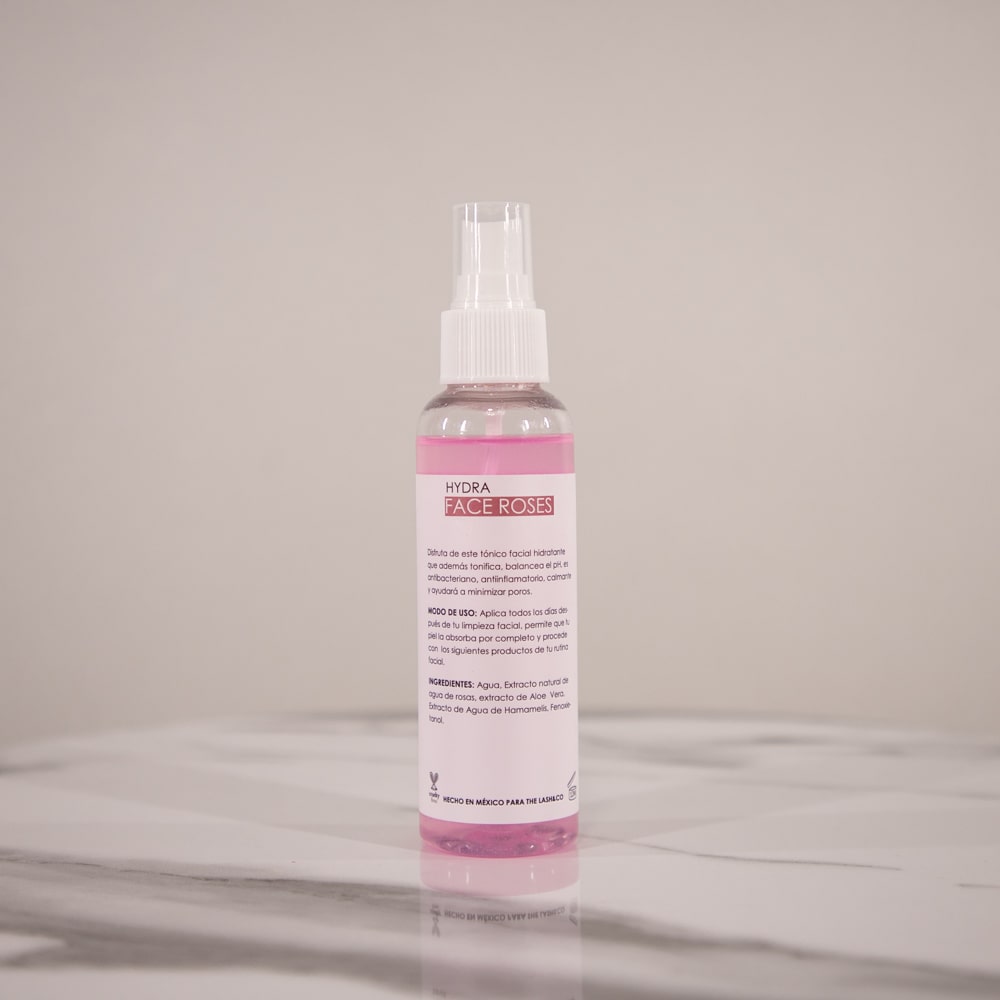 HYDRA
FACE ROSES
Disfruta de este tónico facial hidratante
que además tonifica, balancea el pH, es
antibacteriano, antiinflamatorio, calmante
y ayudará a minimizar poros.
MODO DE USO: Aplica todos los días des-
pués de tu limpieza facial, permite que tu
piel la absorba por completo y procede
con los siguientes productos de tu rutina
facial.
INGREDIENTES: Agua, Extracto natural de
agua de rosas, extracto de Aloe Vera,
Extracto de Agua de Hamamelis, Fenoxie-
tanol.
cruelty
free
HECHO EN MÉXICO PARA THE LASH&CO